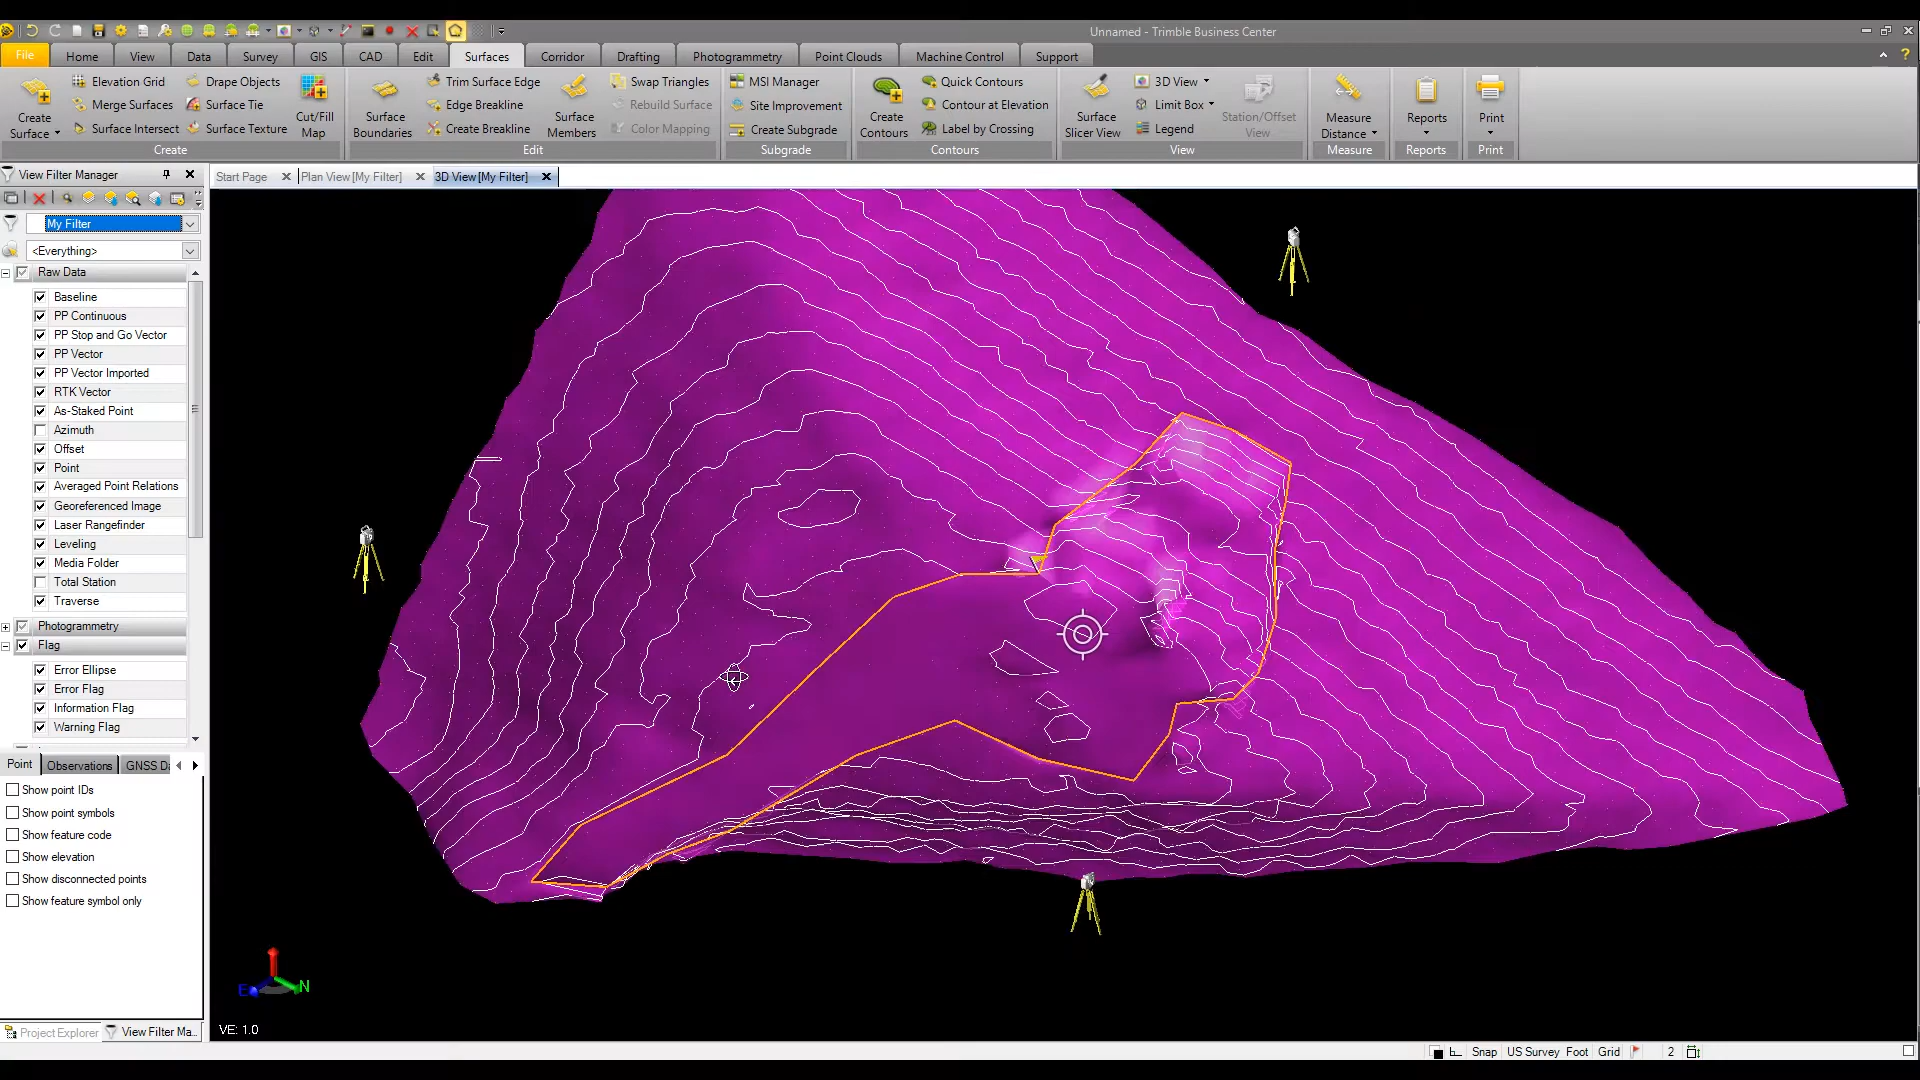 Unnamed - Trimble Business Center
File Home View Data Survey GIS CAD Edit Surfaces Corridor Drafting Photogrammetry Point Clouds Machine Control Support
Create Surface
Elevation Grid
Merge Surfaces
Surface Intersect
Drape Objects
Surface Tie
Surface Texture
Cut/Fill Map
Create
Surface Boundaries
Trim Surface Edge
Edge Breakline
Create Breakline
Surface Members
Swap Triangles
Rebuild Surface
Color Mapping
Edit
MSI Manager
Site Improvement
Create Subgrade
Subgrade
Create Contours
Quick Contours
Contour at Elevation
Label by Crossing
Contours
Surface Slicer View
3D View
Limit Box
Legend
Station/Offset View
View
Measure Distance
Measure
Reports
Reports
Print
Print
View Filter Manager
Start Page
Plan View [My Filter]
3D View [My Filter]
My Filter
<Everything>
Raw Data
Baseline
PP Continuous
PP Stop and Go Vector
PP Vector
PP Vector Imported
RTK Vector
As-Staked Point
Azimuth
Offset
Point
Averaged Point Relations
Georeferenced Image
Laser Rangefinder
Leveling
Media Folder
Total Station
Traverse
Photogrammetry
Flag
Error Ellipse
Error Flag
Information Flag
Warning Flag
Point Observations GNSS D
Show point IDs
Show point symbols
Show feature code
Show elevation
Show disconnected points
Show feature symbol only
E N
VE: 1.0
Project Explorer View Filter Ma...
Snap US Survey Foot Grid 2